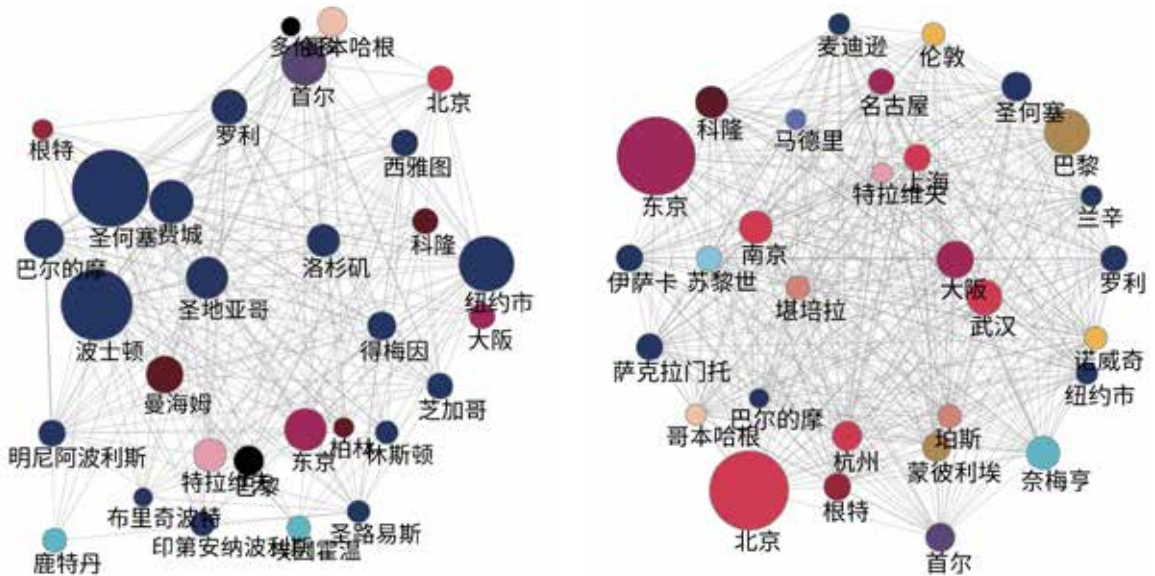 多伦多
哥本哈根
首尔
北京
罗利
根特
西雅图
圣何塞
费城
科隆
巴尔的摩
洛杉矶
圣地亚哥
纽约市
大阪
波士顿
得梅因
曼海姆
芝加哥
明尼阿波利斯
特拉维夫
巴黎
东京
柏林
休斯顿
布里奇波特
印第安纳波利斯
埃因霍温
圣路易斯
鹿特丹
麦迪逊
伦敦
名古屋
圣何塞
科隆
马德里
巴黎
东京
特拉维夫
上海
兰辛
南京
伊萨卡
苏黎世
大阪
罗利
堪培拉
武汉
萨克拉门托
诺威奇
纽约市
哥本哈根
巴尔的摩
珀斯
杭州
蒙彼利埃
奈梅亨
根特
北京
首尔